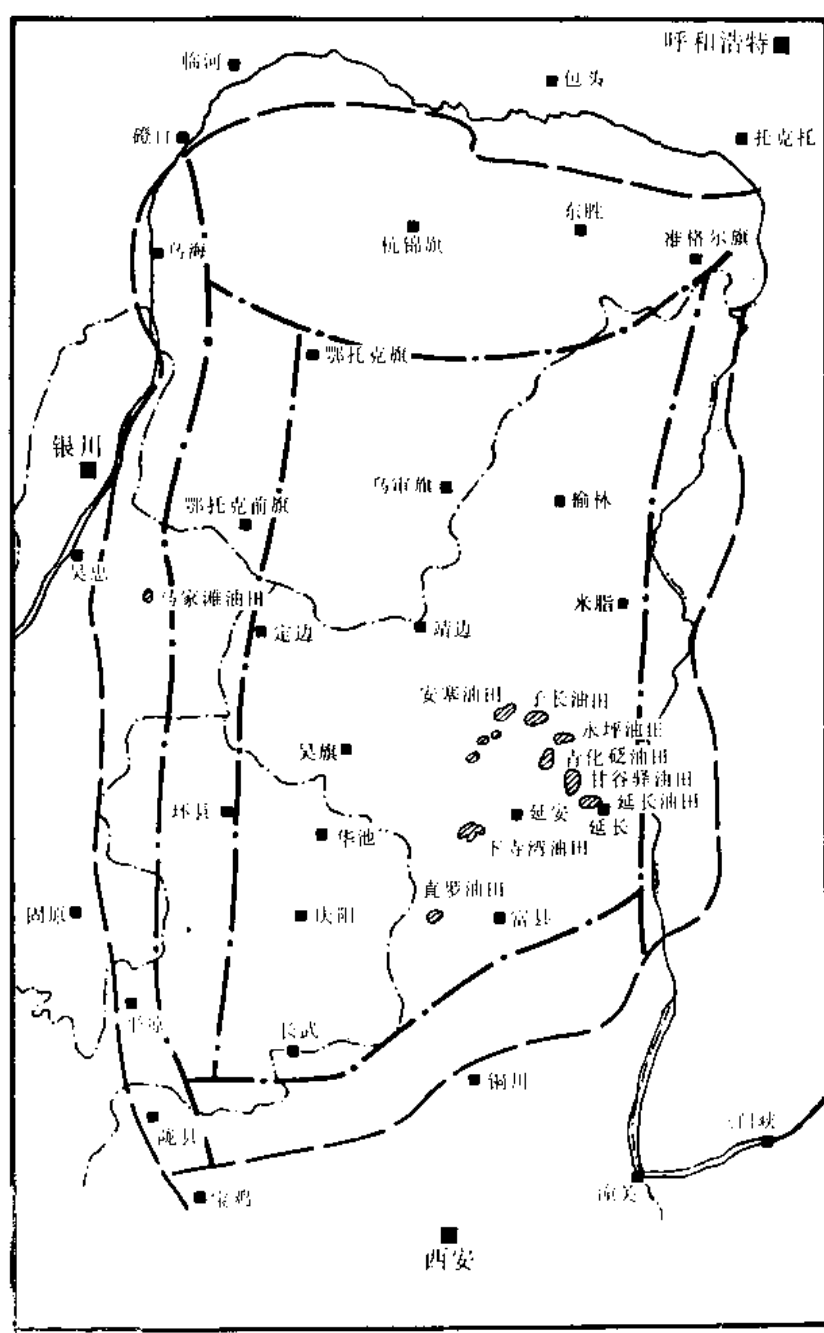 呼和浩特
临河
包头
磴口
托克托
东胜
杭锦旗
准格尔旗
乌海
鄂托克旗
银川
乌审旗
榆林
鄂托克前旗
吴忠
马家滩油田
米脂
定边
靖边
安塞油田
子长油田
永坪油田
吴旗
青化砭油田
甘谷驿油田
延长油田
环县
延安
延长
华池
下寺湾油田
直罗油田
固原
庆阳
富县
平凉
长武
铜川
陇县
三门峡
潼关
宝鸡
西安